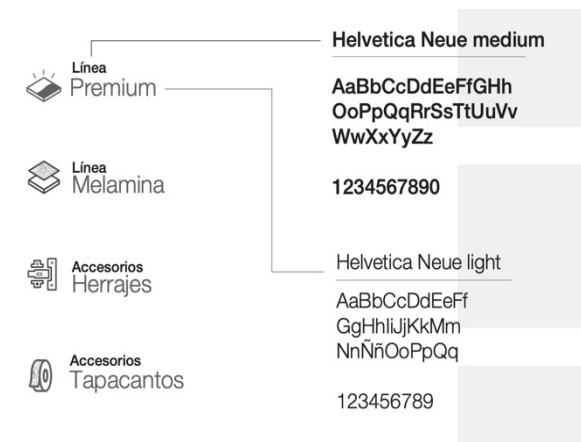 Línea
Premium
Línea
Melamina
Accesorios
Herrajes
Accesorios
Tapacantos
Helvetica Neue medium
AaBbCcDdEeFfGHh
OoPpQqRrSsTtUuVv
WwXxYyZz
1234567890
Helvetica Neue light
AaBbCcDdEeFf
GgHhIiJjKkMm
NnÑñOoPpQq
123456789